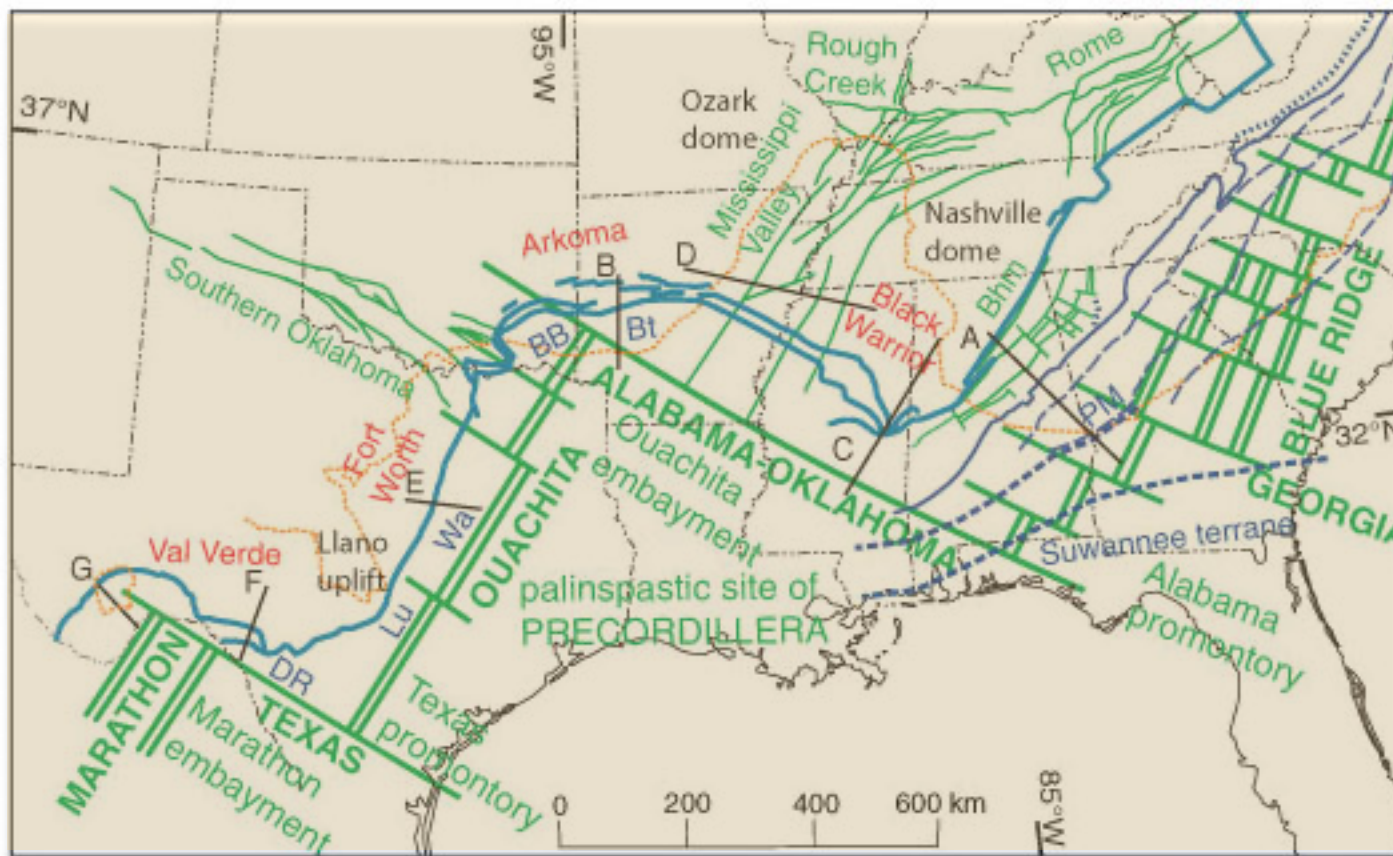 95°W
37°N
Rough
Creek
Rome
Ozark
dome
Mississippi
Valley
Nashville
dome
Arkoma
B
D
Southern Oklahoma
BB
Bt
Black
Warrior
Bhm
A
BLUE RIDGE
PM
32°N
ALABAMA-OKLAHOMA
Ouachita
embayment
C
Fort
Worth
E
Wa
OUACHITA
GEORGIA
Suwannee terrane
Val Verde
Llano
uplift
G
F
Lu
palinspastic site of
PRECORDILLERA
Alabama
promontory
DR
MARATHON
Marathon
embayment
TEXAS
Texas
promontory
0 200 400 600 km
85°W